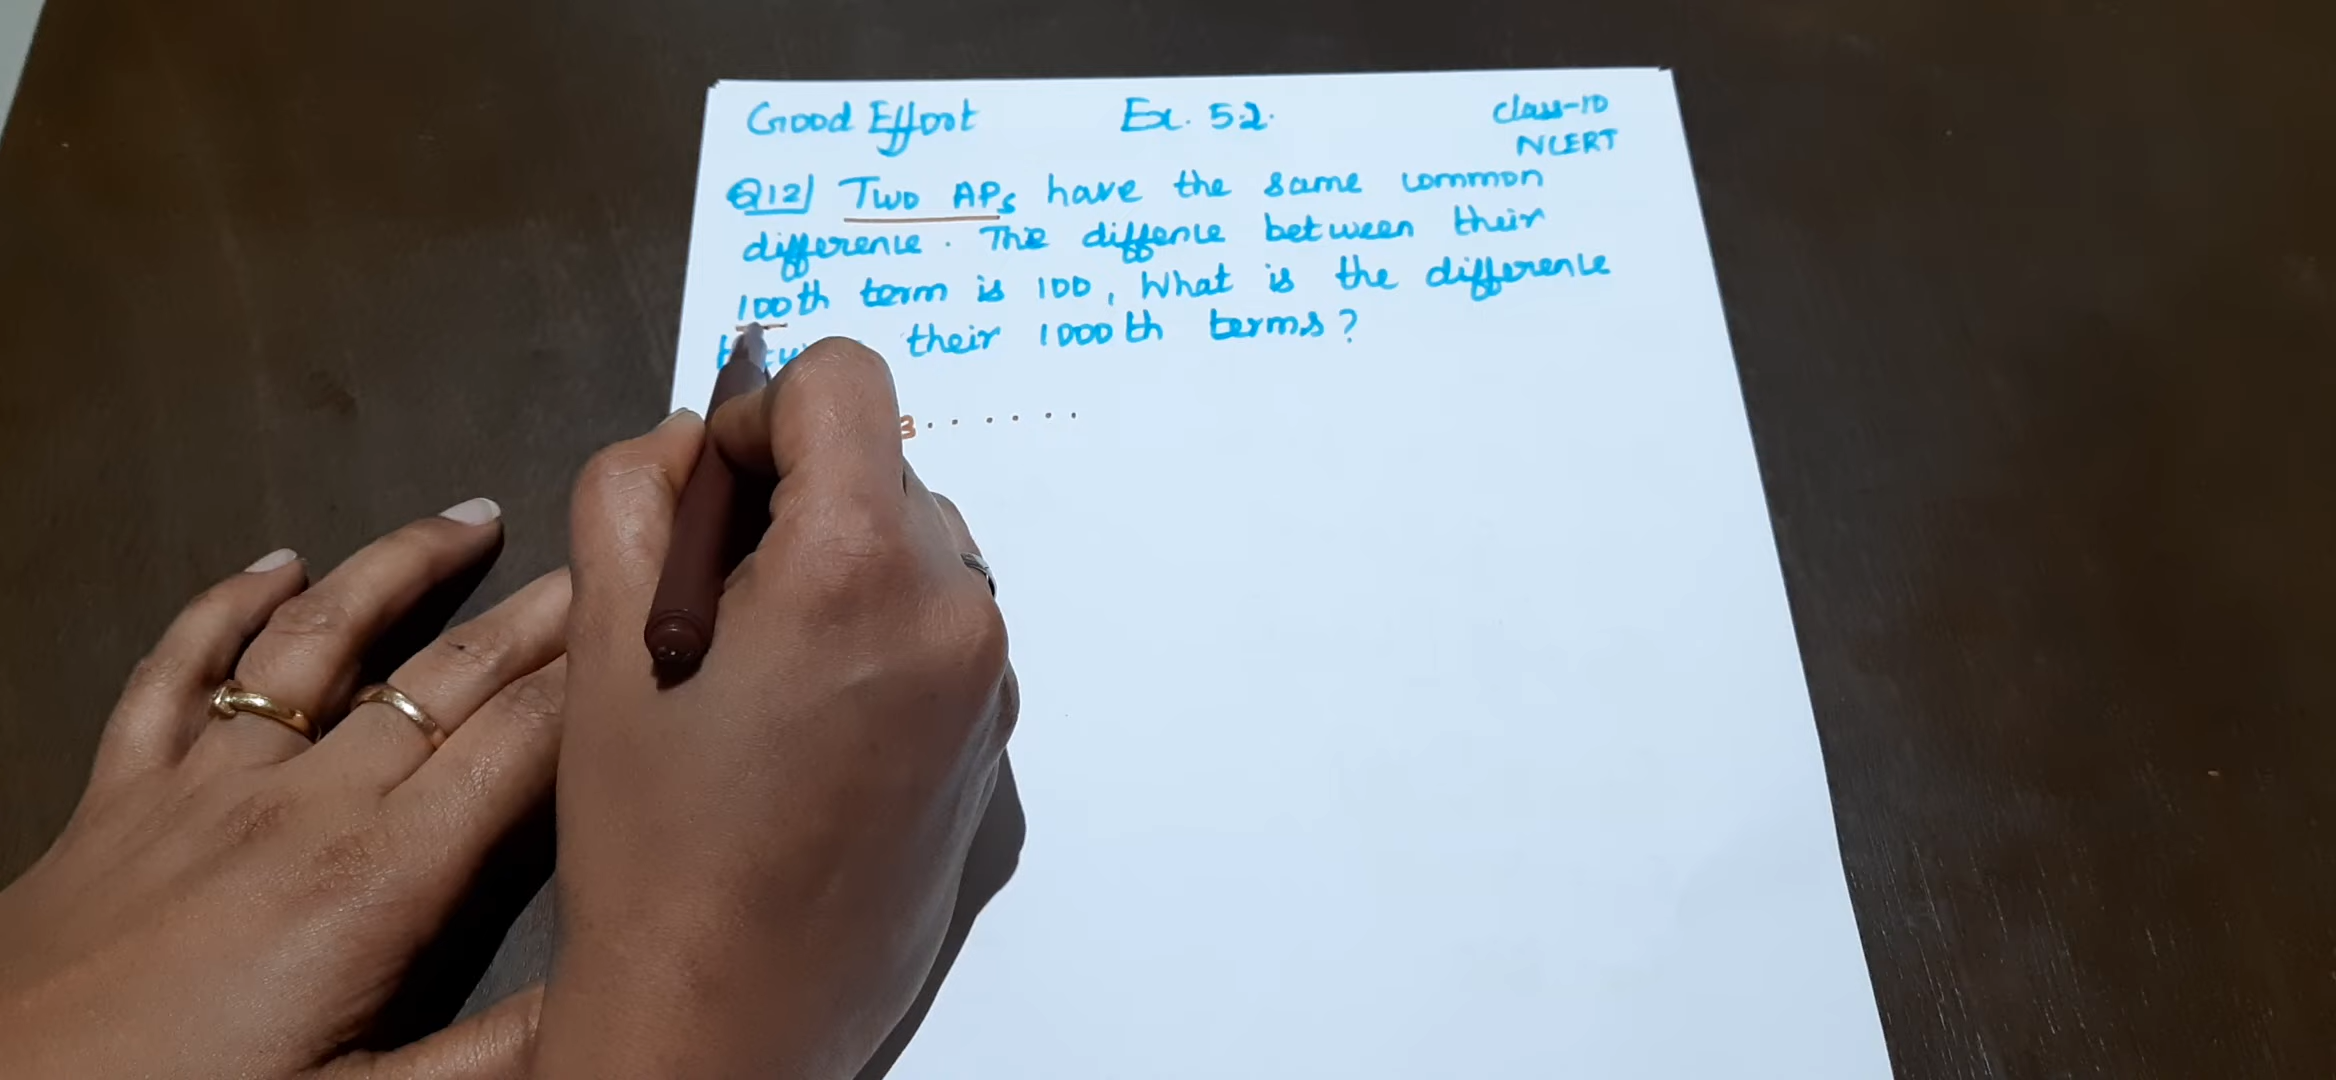 Good Effort Ex. 5.2. Class-10
NCERT
Q12) Two APs have the same common
difference. The diffence between their
100th term is 100, What is the difference
their 1000th terms?
3. . . . . . .